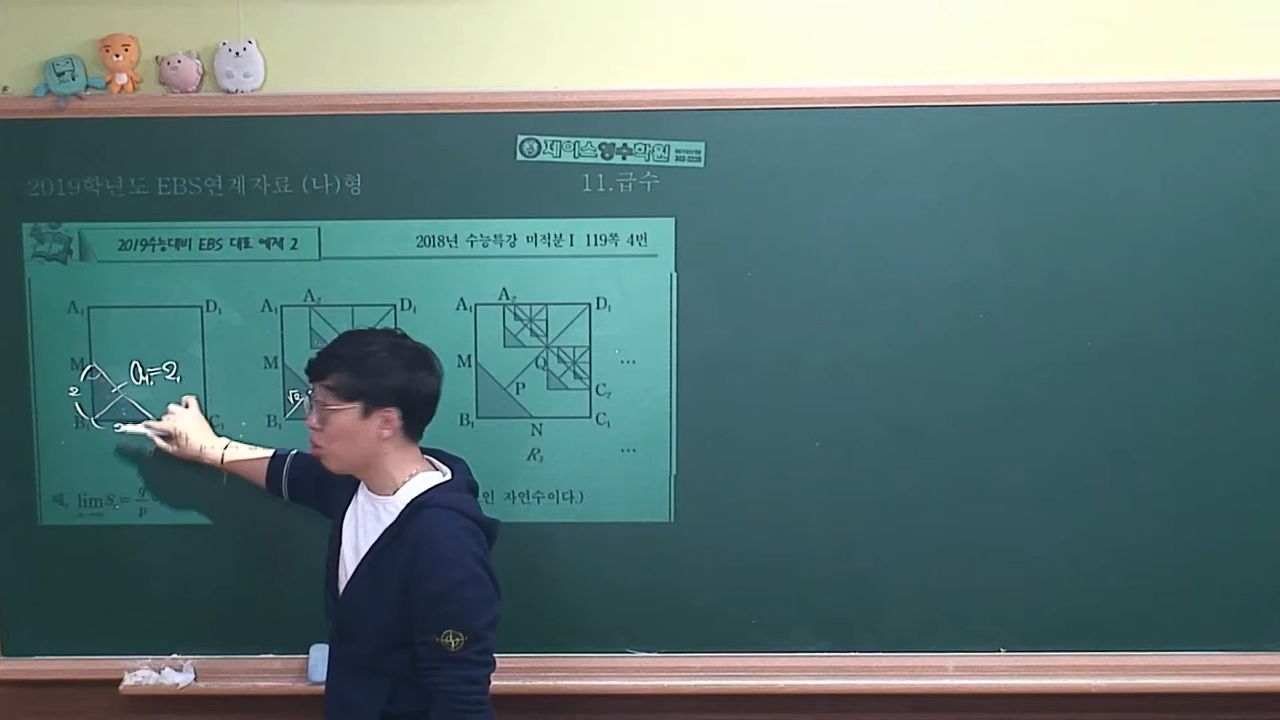 제이스영수학원
2019학년도 EBS연계자료 (나)형
11.급수
2019수능대비 EBS 대표 예제 2
2018년 수능특강 미적분Ⅰ 119쪽 4번
A₁ D₁ A₁ A₂ D₁ A₁ A₂ D₁
M a₁=2 M M Q …
2 √2 P C₂
B₁ 2 C₁ B₁ B₁ N C₁
R₃ …
때, lim Sₙ= q/p 인 자연수이다.)